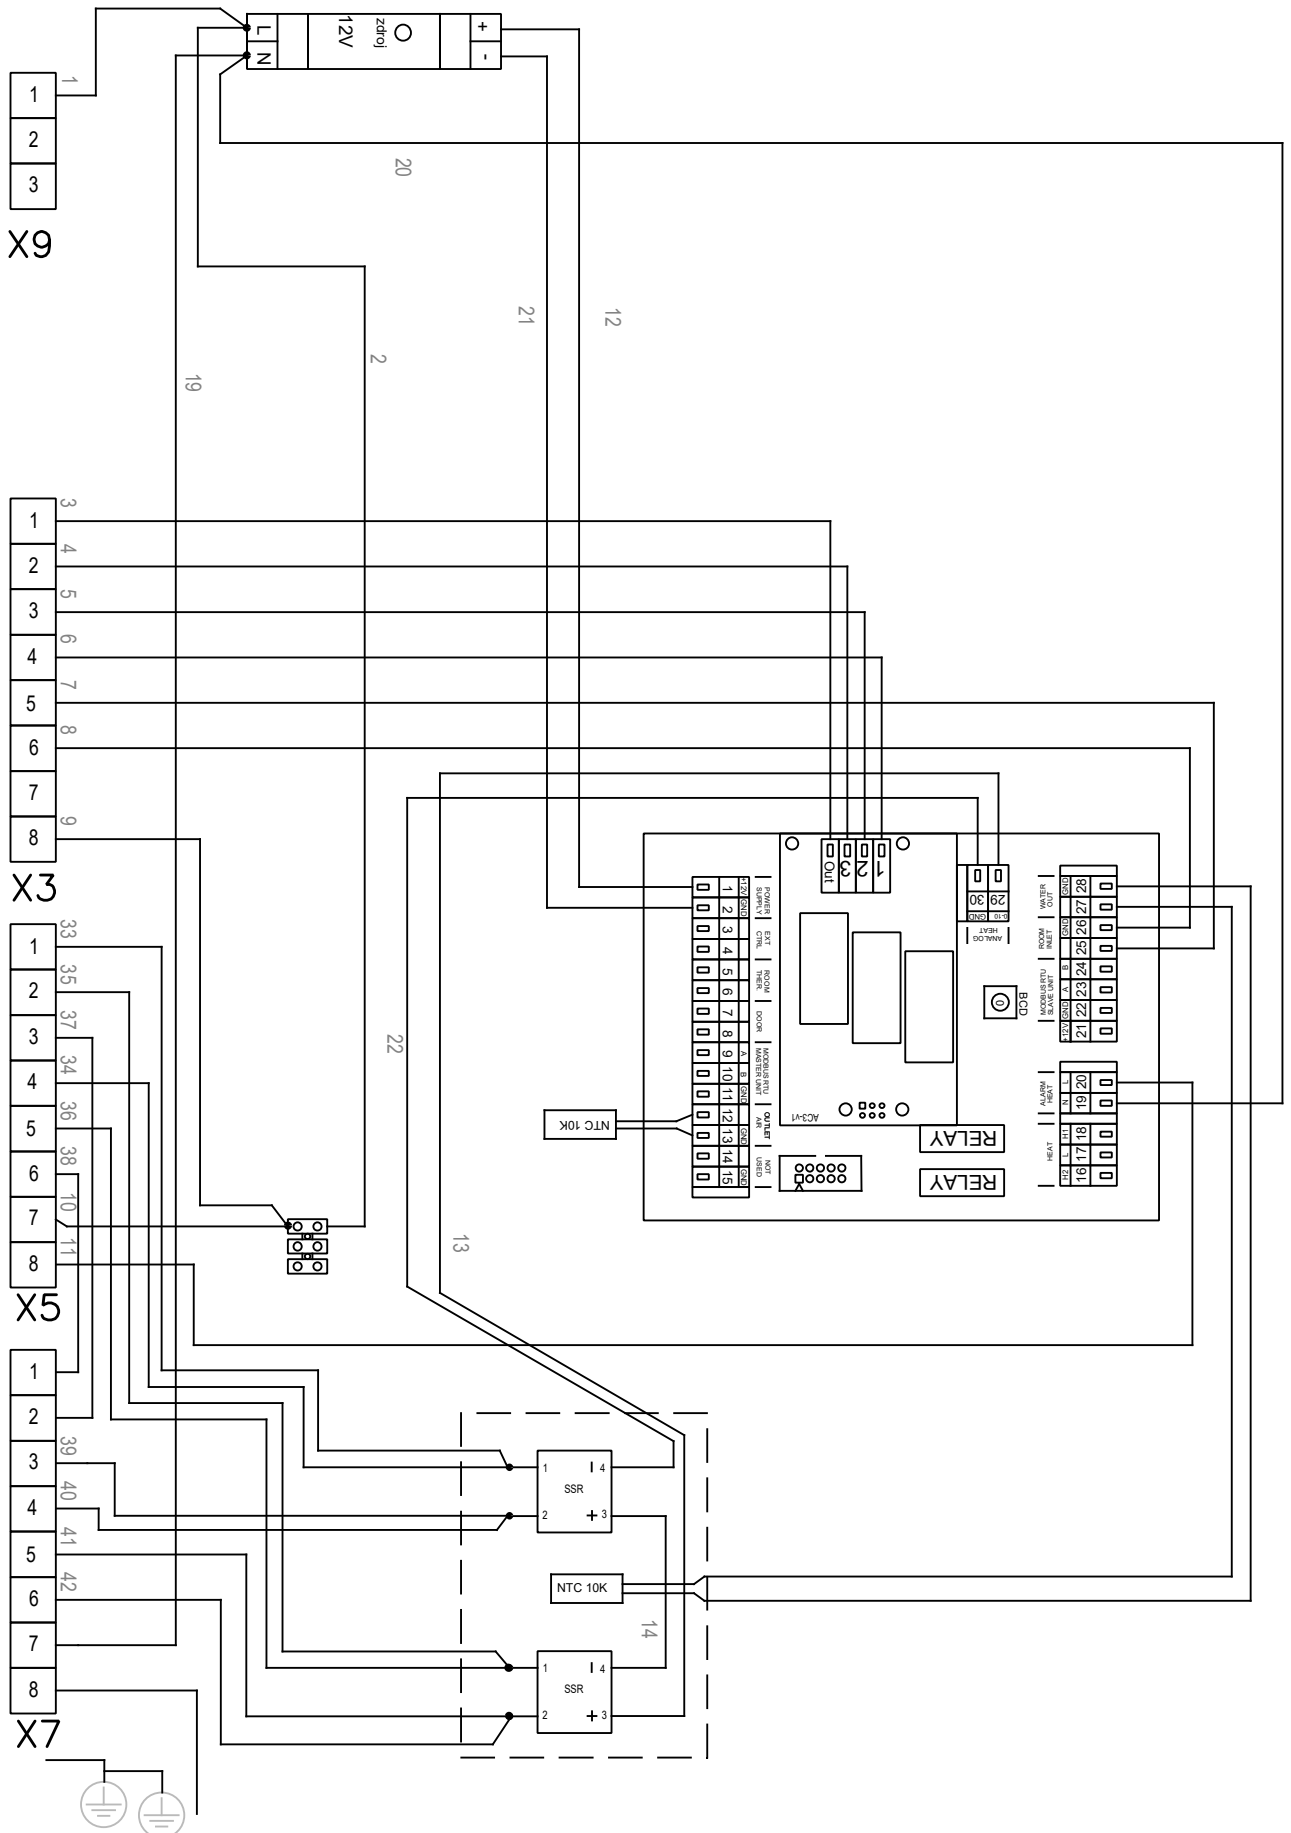 L
N
12V
zdroj
+
-
1
1
2
3
X9
20
21
12
2
19
3
1
4
2
5
3
6
4
7
5
8
6
7
9
8
X3
33
1
35
2
37
3
34
4
36
5
38
6
10
7
11
8
X5
1
2
39
3
40
4
41
5
42
6
7
8
X7
22
13
14
Out
3
2
1
30
29
GND
0-10
ANALOG
HEAT
BCD
0
AC3-v1
RELAY
RELAY
1 +12V
2 GND
POWER
SUPPLY
3
4
EXT
CTRL
5
6
ROOM
THER.
7
8
DOOR
9 A
10 B
11 GND
MODBUS RTU
MASTER UNIT
12
13 GND
OUTLET
AIR
14
15 GND
NOT
USED
NTC 10K
WATER
OUT
GND 28
27
ROOM
INLET
GND 26
25
MODBUS RTU
SLAVE UNIT
B 24
A 23
GND 22
+12V 21
ALARM
HEAT
L 20
N 19
HEAT
H1 18
L 17
H2 16
1
4
SSR
2
+ 3
NTC 10K
1
4
SSR
2
+ 3